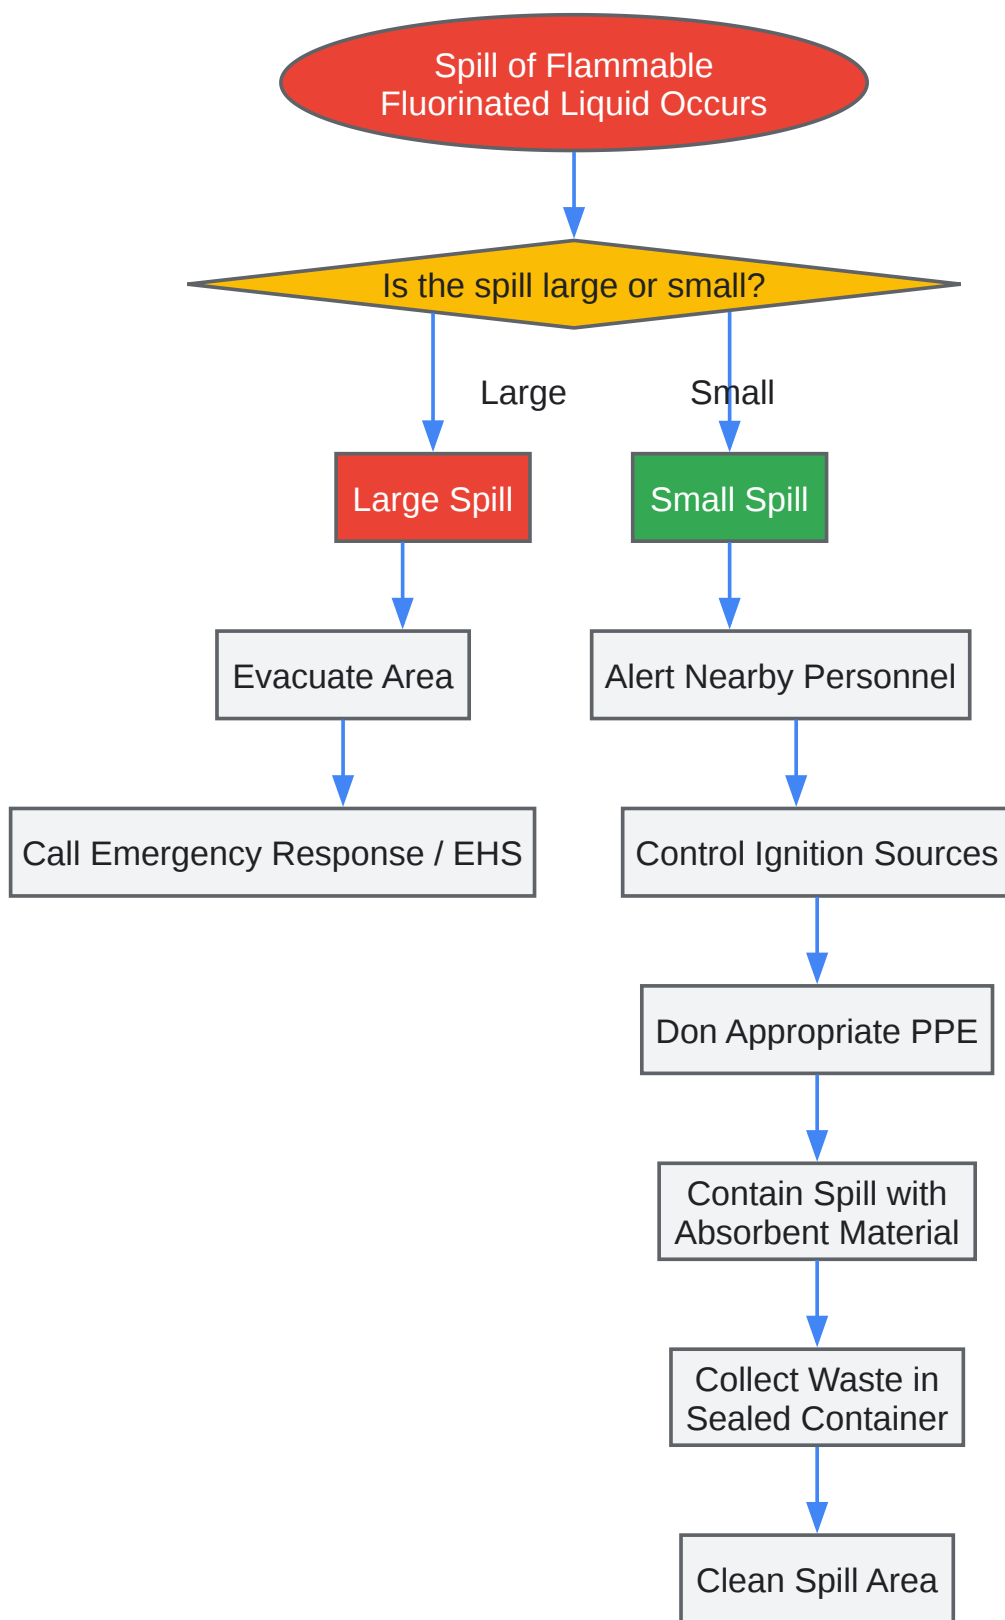 Spill of Flammable
Fluorinated Liquid Occurs
Is the spill large or small?
Large
Small
Large Spill
Small Spill
Evacuate Area
Alert Nearby Personnel
Call Emergency Response / EHS
Control Ignition Sources
Don Appropriate PPE
Contain Spill with
Absorbent Material
Collect Waste in
Sealed Container
Clean Spill Area